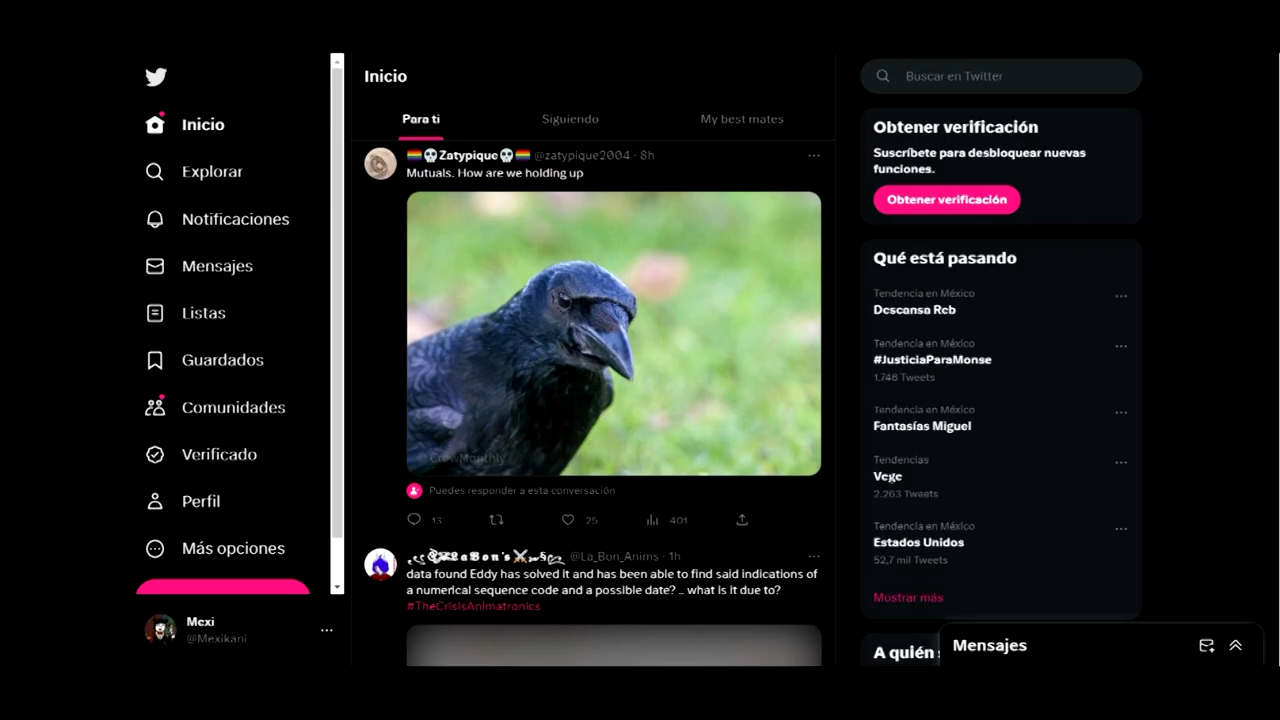 Inicio
Explorar
Notificaciones
Mensajes
Listas
Guardados
Comunidades
Verificado
Perfil
Más opciones
Mexi
@Mexikani
Inicio
Para ti
Siguiendo
My best mates
🏳️‍🌈💀Zatypique💀🏳️‍🌈 @zatypique2004 · 8h
Mutuals. How are we holding up
CrowMonthly
Puedes responder a esta conversación
13
25
401
@La_Bon_Anims · 1h
data found Eddy has solved it and has been able to find said indications of
a numerical sequence code and a possible date? .. what is it due to?
#TheCrisisAnimatronics
Buscar en Twitter
Obtener verificación
Suscríbete para desbloquear nuevas
funciones.
Obtener verificación
Qué está pasando
Tendencia en México
Descansa Reb
Tendencia en México
#JusticiaParaMonse
1.746 Tweets
Tendencia en México
Fantasías Miguel
Tendencias
Vege
2.263 Tweets
Tendencia en México
Estados Unidos
52,7 mil Tweets
Mostrar más
A quién
Mensajes